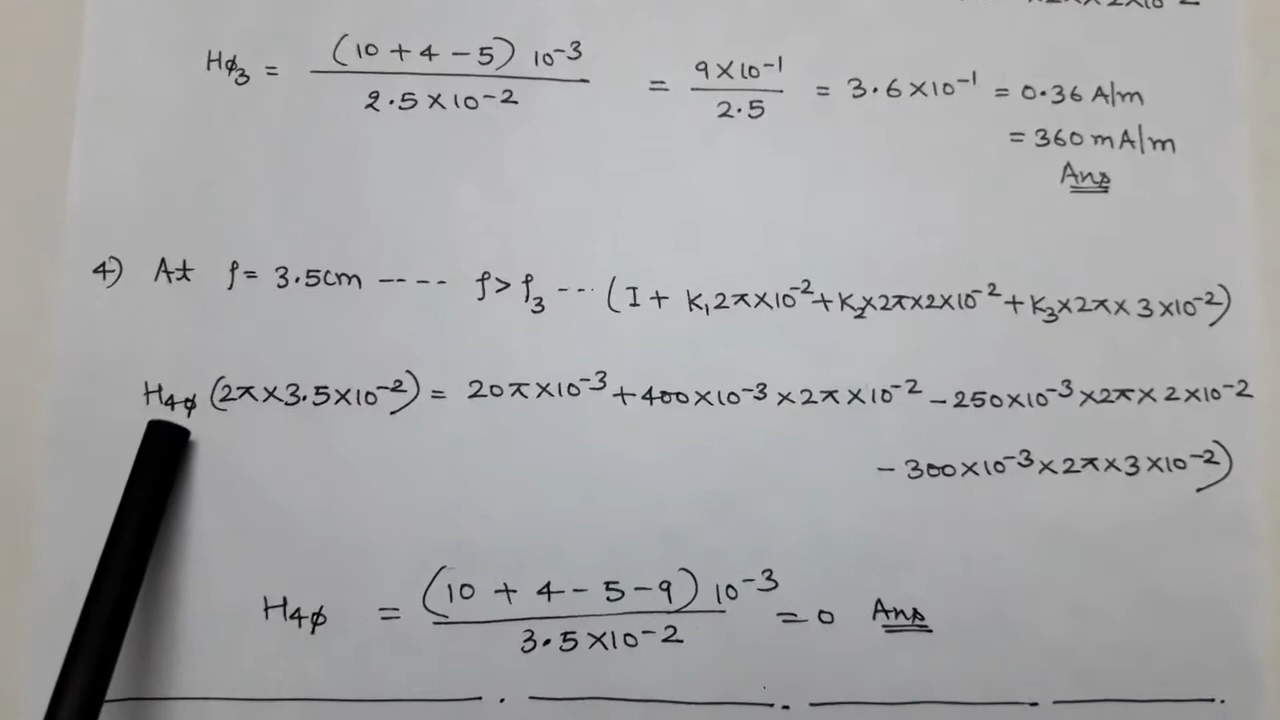 Hϕ3 = (10 + 4 − 5) 10⁻³ / 2.5 × 10⁻² = 9 × 10⁻¹ / 2.5 = 3.6 × 10⁻¹ = 0.36 A/m
= 360 mA/m
Ans
4) At ρ = 3.5cm ---- ρ > ρ3 --- (I + K₁2π×10⁻² + K₂×2π×2×10⁻² + K₃×2π×3×10⁻²)
H4ϕ (2π×3.5×10⁻²) = 20π×10⁻³ + 400×10⁻³×2π×10⁻² − 250×10⁻³×2π×2×10⁻²
− 300×10⁻³×2π×3×10⁻²)
H4ϕ = (10 + 4 − 5 − 9) 10⁻³ / 3.5×10⁻² = 0 Ans